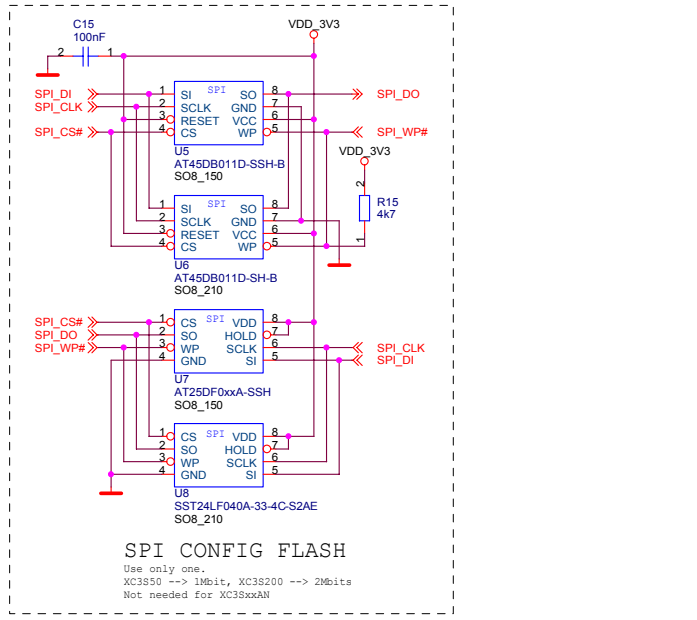 C15
100nF
VDD_3V3
2
1
SPI_DI
SPI_CLK
SPI_CS#
1 SI SPI SO 8
2 SCLK GND 7
3 RESET VCC 6
4 CS WP 5
SPI_DO
SPI_WP#
U5
AT45DB011D-SSH-B
SO8_150
VDD_3V3
2
R15
4k7
1
1 SI SPI SO 8
2 SCLK GND 7
3 RESET VCC 6
4 CS WP 5
U6
AT45DB011D-SH-B
SO8_210
SPI_CS#
SPI_DO
SPI_WP#
1 CS SPI VDD 8
2 SO HOLD 7
3 WP SCLK 6
4 GND SI 5
SPI_CLK
SPI_DI
U7
AT25DF0xxA-SSH
SO8_150
1 CS SPI VDD 8
2 SO HOLD 7
3 WP SCLK 6
4 GND SI 5
U8
SST24LF040A-33-4C-S2AE
SO8_210
SPI CONFIG FLASH
Use only one.
XC3S50 --> 1Mbit, XC3S200 --> 2Mbits
Not needed for XC3SxxAN